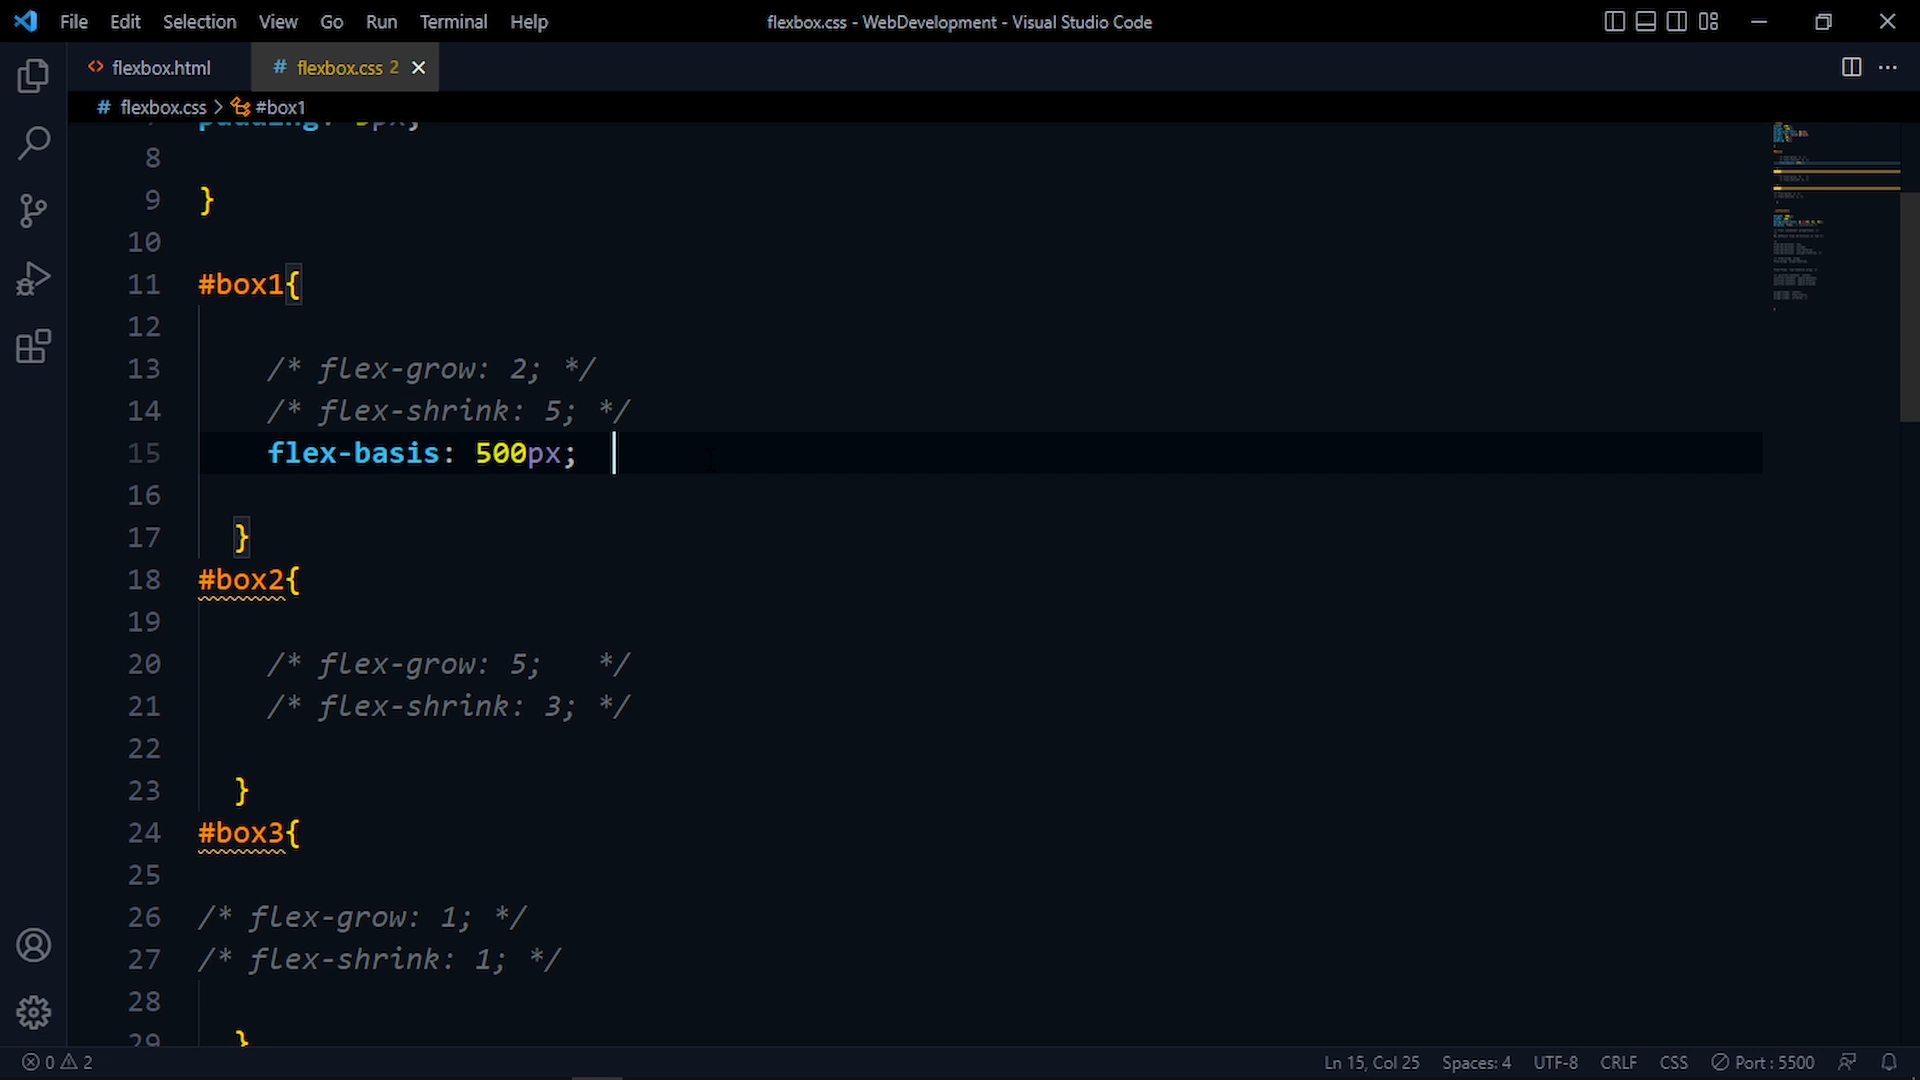 File Edit Selection View Go Run Terminal Help flexbox.css - WebDevelopment - Visual Studio Code
<> flexbox.html # flexbox.css 2
# flexbox.css > #box1
padding: 5px;
8
9 }
10
11 #box1{
12
13 /* flex-grow: 2; */
14 /* flex-shrink: 5; */
15 flex-basis: 500px;
16
17 }
18 #box2{
19
20 /* flex-grow: 5; */
21 /* flex-shrink: 3; */
22
23 }
24 #box3{
25
26 /* flex-grow: 1; */
27 /* flex-shrink: 1; */
28
29 }
0 2 Ln 15, Col 25 Spaces: 4 UTF-8 CRLF CSS Port : 5500